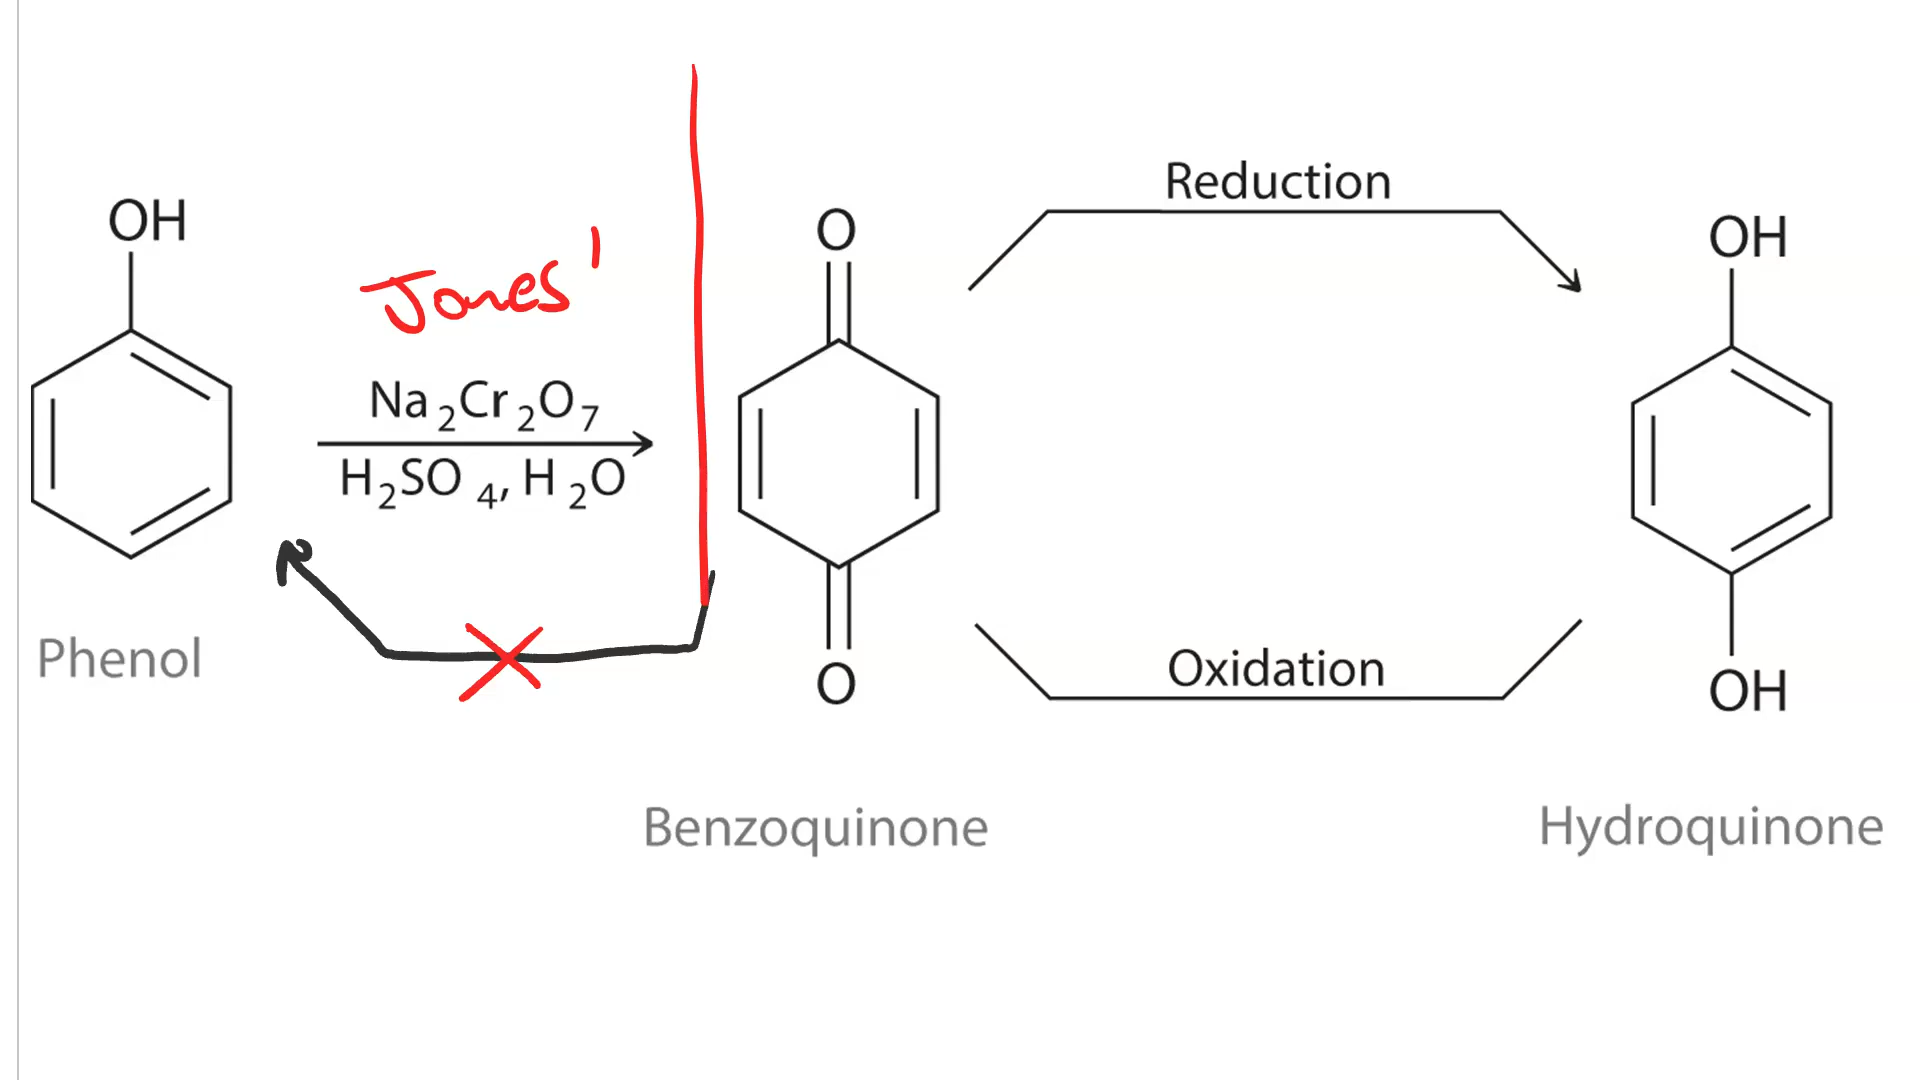 OH
Jones'
Na₂Cr₂O₇
H₂SO₄, H₂O
Phenol
O
O
Benzoquinone
Reduction
Oxidation
OH
OH
Hydroquinone